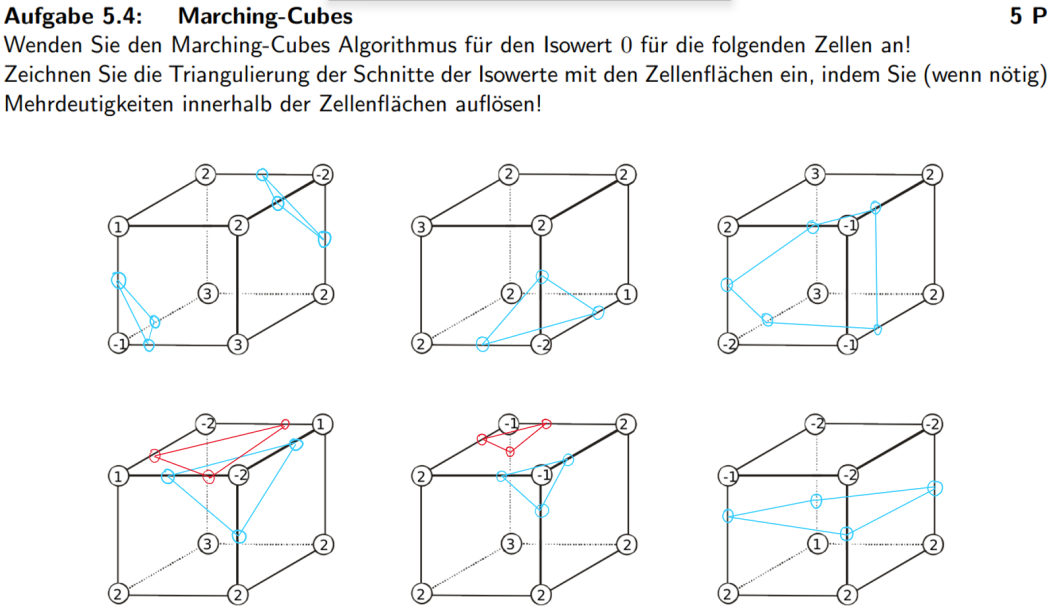 Aufgabe 5.4: Marching-Cubes 5 P
Wenden Sie den Marching-Cubes Algorithmus für den Isowert 0 für die folgenden Zellen an!
Zeichnen Sie die Triangulierung der Schnitte der Isowerte mit den Zellenflächen ein, indem Sie (wenn nötig)
Mehrdeutigkeiten innerhalb der Zellenflächen auflösen!
2 -2 2 2 3 2
1 2 3 2 2 -1
3 2 2 1 3 2
-1 3 2 -2 -2 -1
-2 1 -1 2 -2 -2
1 -2 2 -1 -1 -2
3 2 3 2 1 2
2 2 2 2 2 2